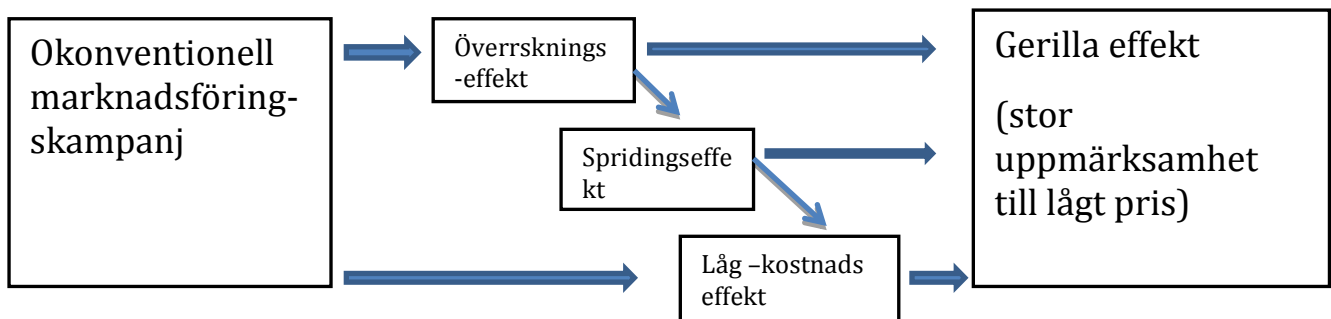 Okonventionell
marknadsföring-
skampanj
Överrsknings
-effekt
Spridingseffe
kt
Låg –kostnads
effekt
Gerilla effekt
(stor
uppmärksamhet
till lågt pris)